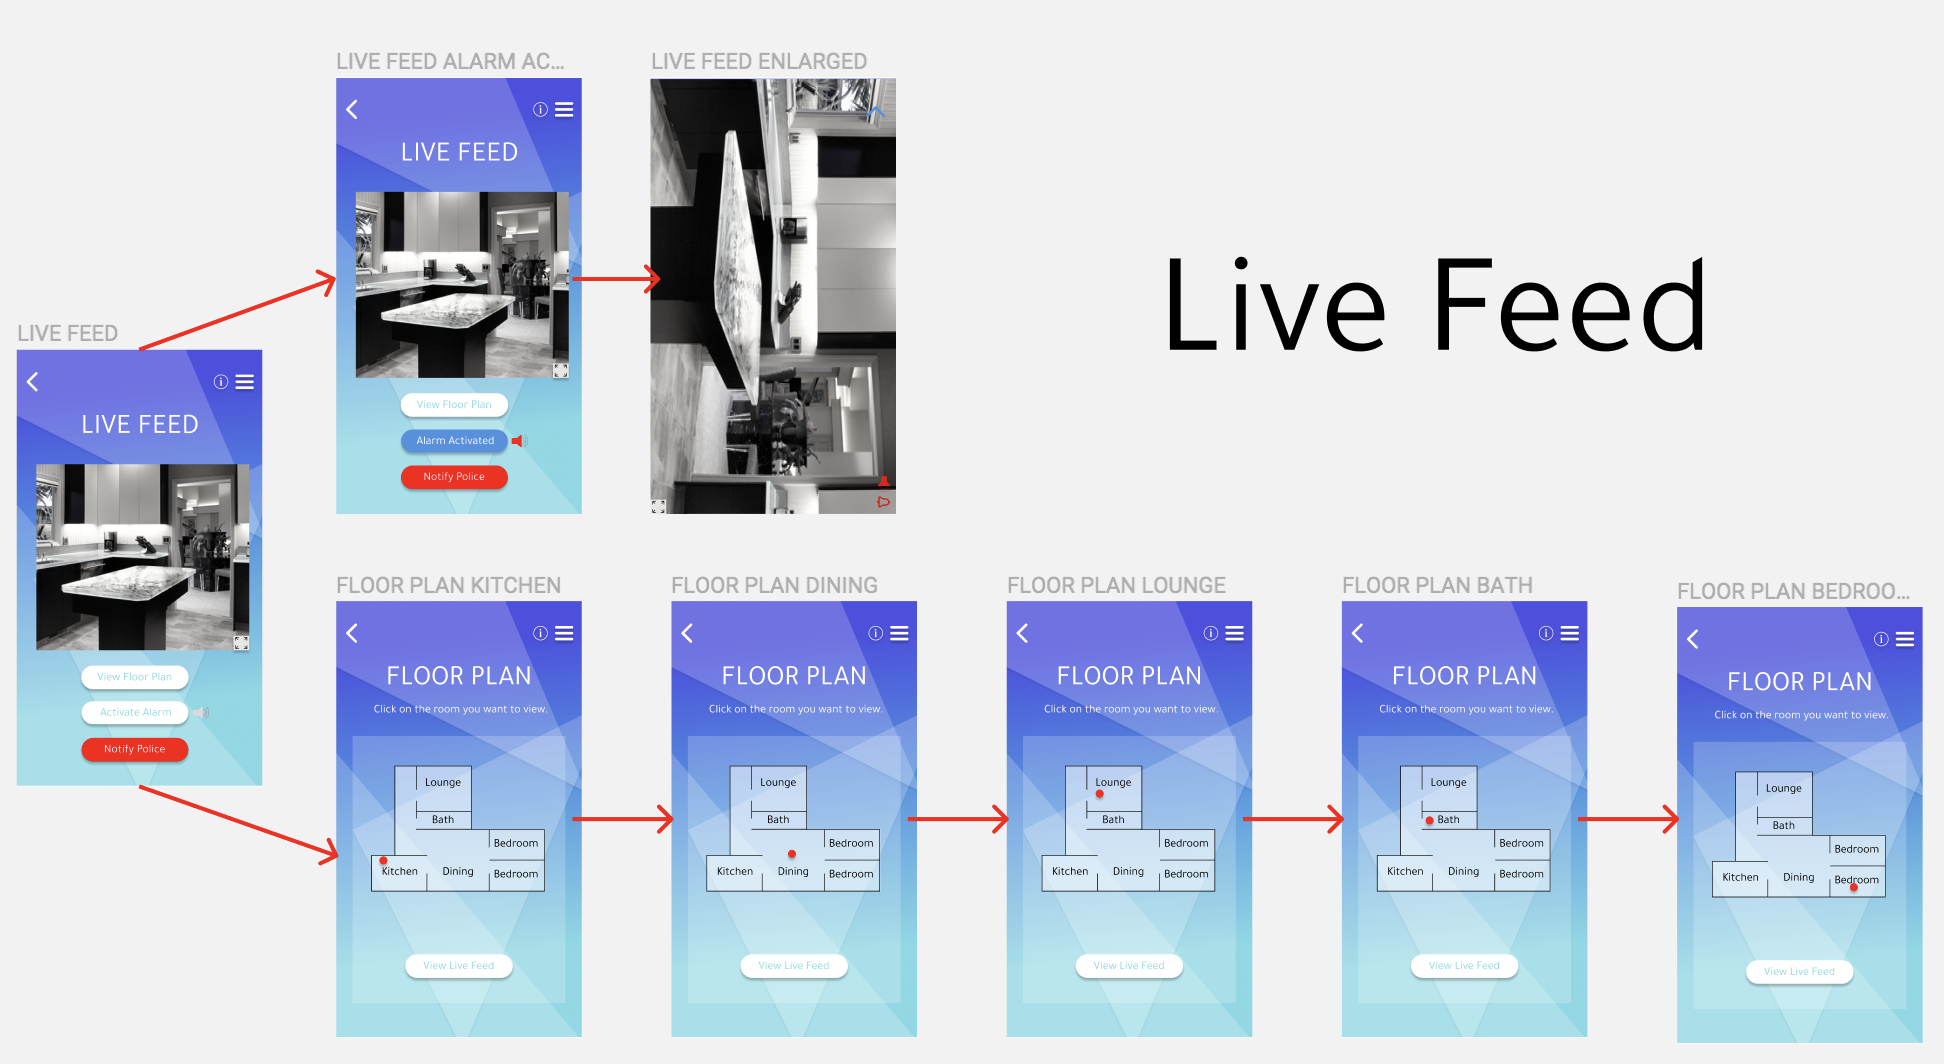 LIVE FEED ALARM AC...
LIVE FEED
View Floor Plan
Alarm Activated
Notify Police
LIVE FEED ENLARGED
Live Feed
LIVE FEED
LIVE FEED
View Floor Plan
Activate Alarm
Notify Police
FLOOR PLAN KITCHEN
FLOOR PLAN
Click on the room you want to view.
Lounge
Bath
Bedroom
Kitchen
Dining
Bedroom
View Live Feed
FLOOR PLAN DINING
FLOOR PLAN
Click on the room you want to view.
Lounge
Bath
Bedroom
Kitchen
Dining
Bedroom
View Live Feed
FLOOR PLAN LOUNGE
FLOOR PLAN
Click on the room you want to view.
Lounge
Bath
Bedroom
Kitchen
Dining
Bedroom
View Live Feed
FLOOR PLAN BATH
FLOOR PLAN
Click on the room you want to view.
Lounge
Bath
Bedroom
Kitchen
Dining
Bedroom
View Live Feed
FLOOR PLAN BEDROO...
FLOOR PLAN
Click on the room you want to view.
Lounge
Bath
Bedroom
Kitchen
Dining
Bedroom
View Live Feed